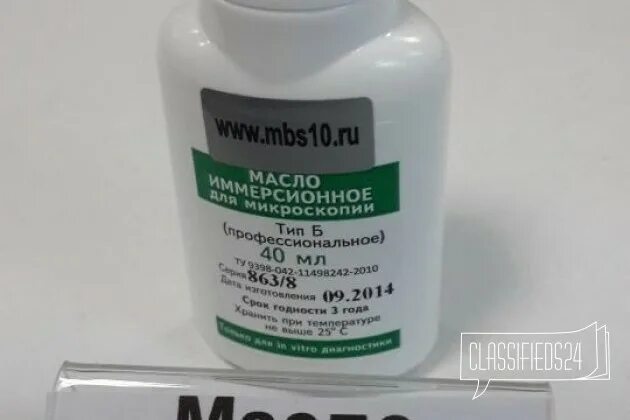 www.mbs10.ru
МАСЛО
ИММЕРСИОННОЕ
для микроскопии
Тип Б
(профессиональное)
40 мл
ТУ 9398-042-11498242-2010
Серия 863/8
Дата изготовления 09.2014
Срок годности 3 года
Хранить при температуре
не выше 25° С
Только для in vitro диагностики
CLASSIFIEDS24
Масло